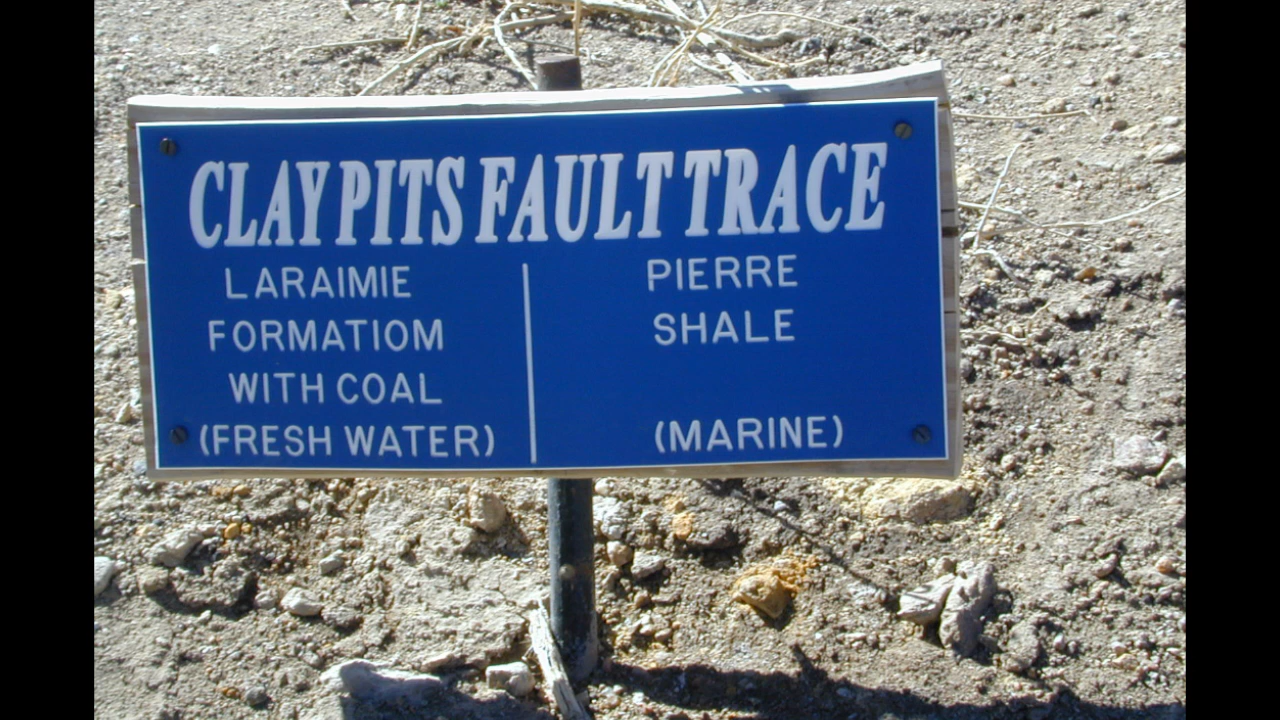 CLAY PITS FAULT TRACE
LARAIMIE
FORMATIOM
WITH COAL
(FRESH WATER)
PIERRE
SHALE
(MARINE)